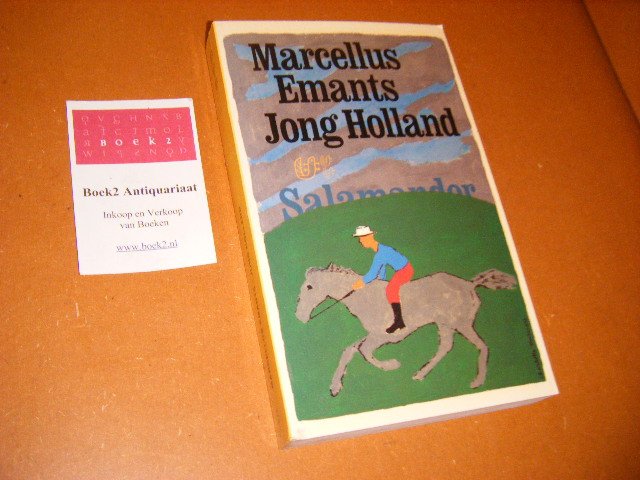 Marcellus
Emants
Jong Holland
Salamander
BOEK2
Boek2 Antiquariaat
Inkoop en Verkoop
van Boeken
www.boek2.nl